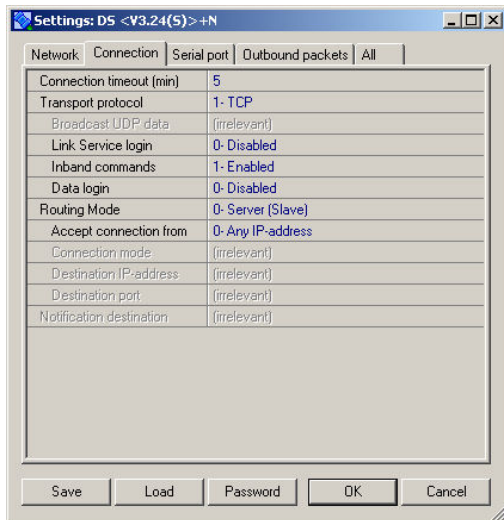 Settings: DS <V3.24(S)>+N
Network Connection Serial port Outbound packets All
Connection timeout (min) 5
Transport protocol 1- TCP
Broadcast UDP data (irrelevant)
Link Service login 0- Disabled
Inband commands 1- Enabled
Data login 0- Disabled
Routing Mode 0- Server (Slave)
Accept connection from 0- Any IP-address
Connection mode (irrelevant)
Destination IP-address (irrelevant)
Destination port (irrelevant)
Notification destination (irrelevant)
Save Load Password OK Cancel